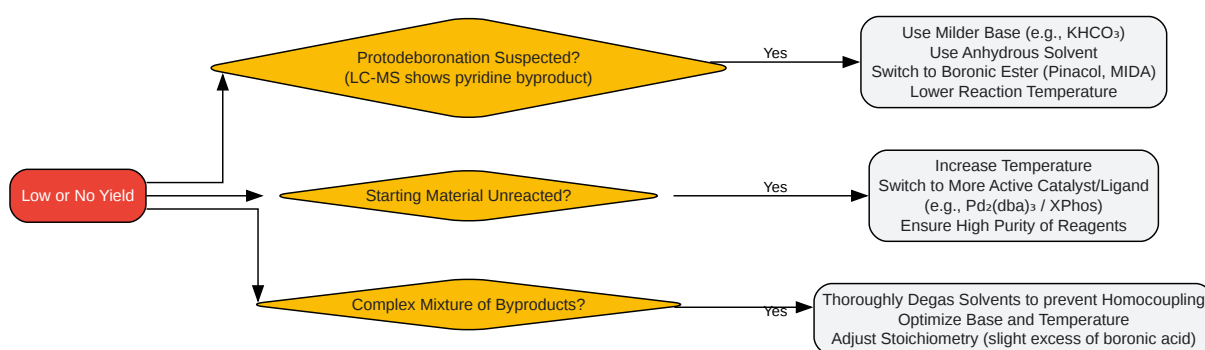 Protodeboronation Suspected?
(LC-MS shows pyridine byproduct)
Yes
Use Milder Base (e.g., KHCO₃)
Use Anhydrous Solvent
Switch to Boronic Ester (Pinacol, MIDA)
Lower Reaction Temperature
Low or No Yield
Starting Material Unreacted?
Yes
Increase Temperature
Switch to More Active Catalyst/Ligand
(e.g., Pd₂(dba)₃ / XPhos)
Ensure High Purity of Reagents
Complex Mixture of Byproducts?
Yes
Thoroughly Degas Solvents to prevent Homocoupling
Optimize Base and Temperature
Adjust Stoichiometry (slight excess of boronic acid)